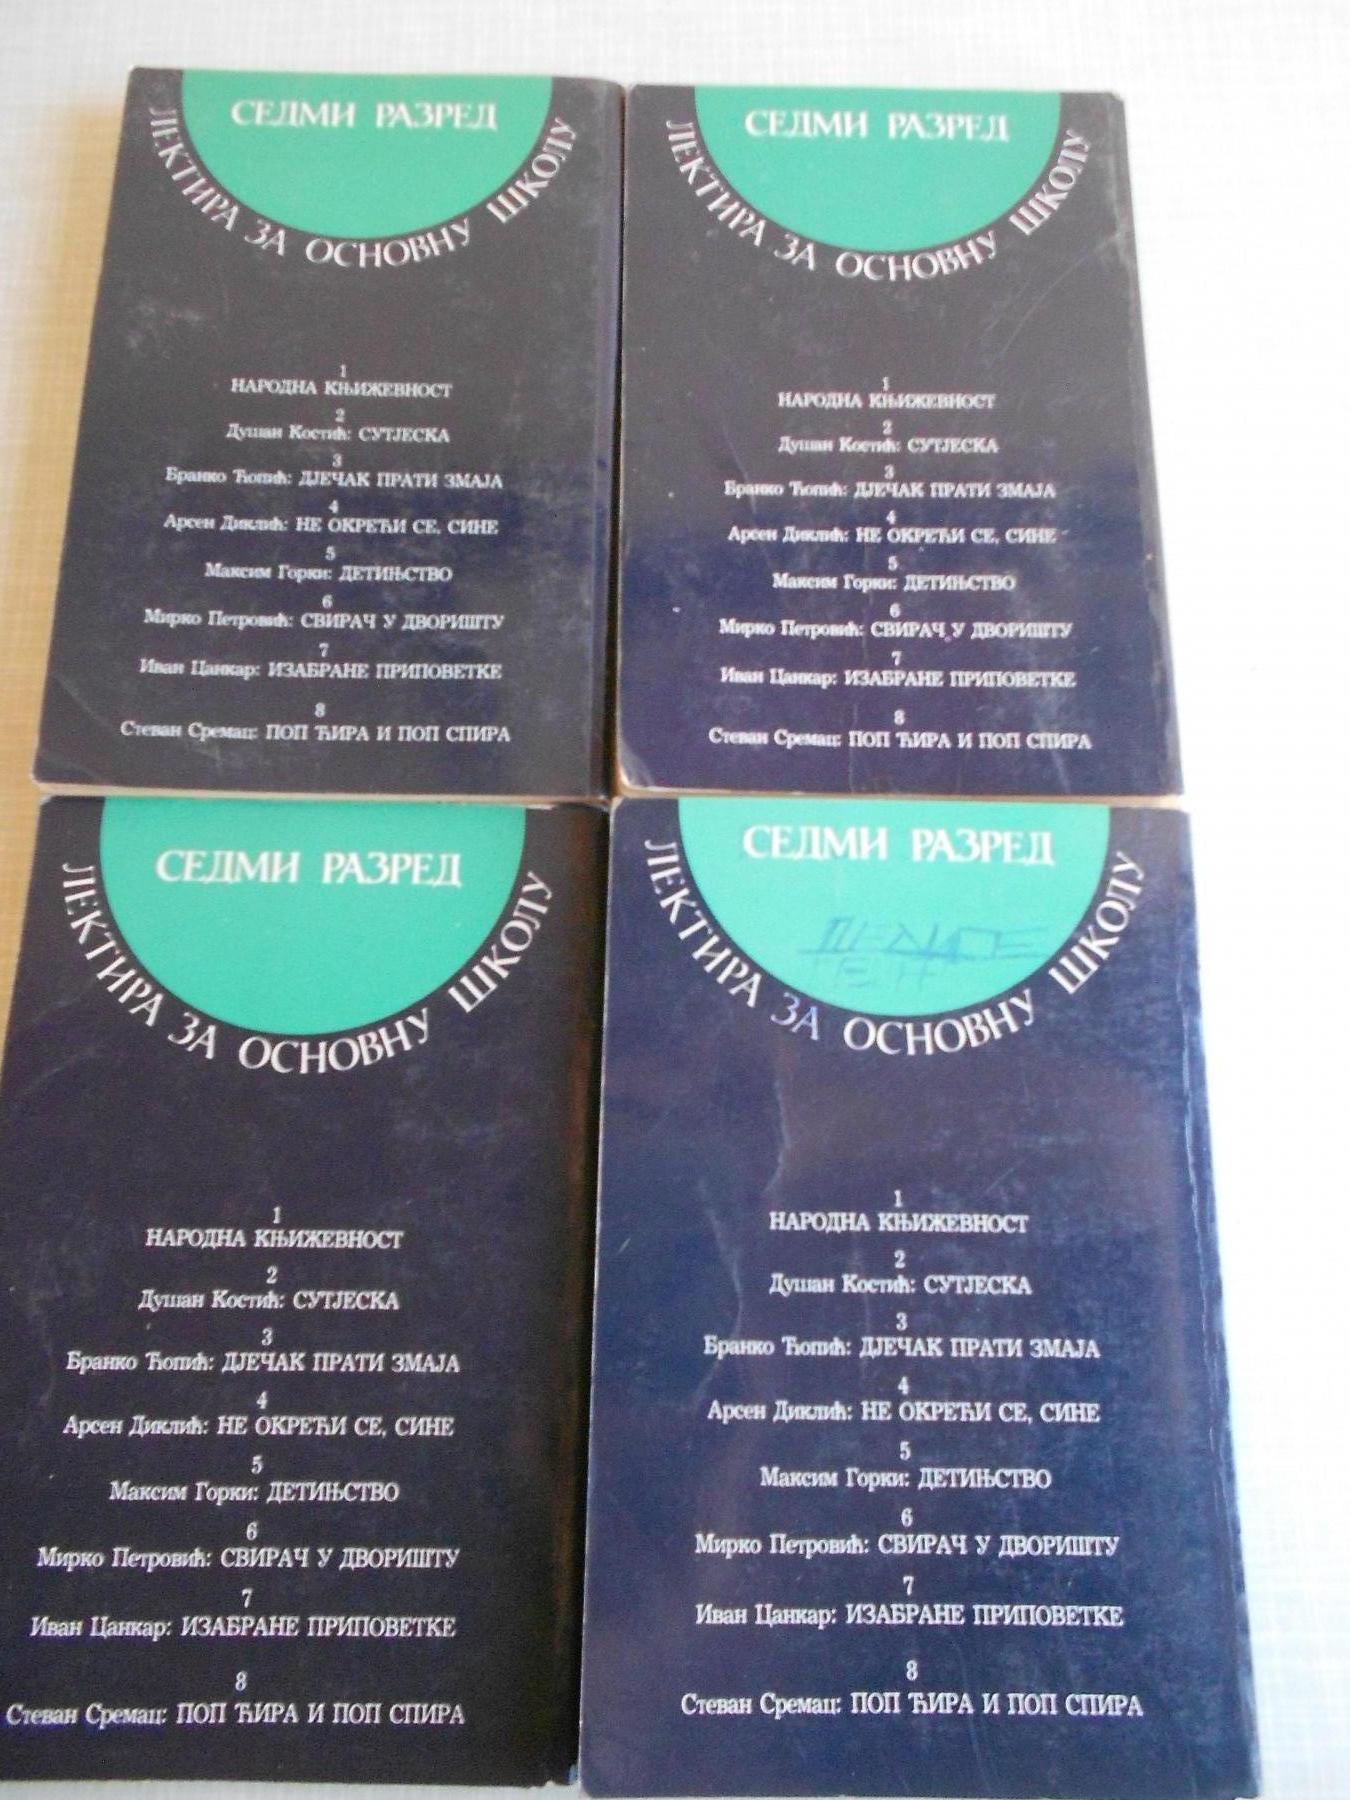 СЕДМИ РАЗРЕД
ЛЕКТИРА ЗА ОСНОВНУ ШКОЛУ
1
НАРОДНА КЊИЖЕВНОСТ
2
Душан Костић: СУТЈЕСКА
3
Бранко Ћопић: ДЈЕЧАК ПРАТИ ЗМАЈА
4
Арсен Диклић: НЕ ОКРЕЋИ СЕ, СИНЕ
5
Максим Горки: ДЕТИЊСТВО
6
Мирко Петровић: СВИРАЧ У ДВОРИШТУ
7
Иван Цанкар: ИЗАБРАНЕ ПРИПОВЕТКЕ
8
Стеван Сремац: ПОП ЋИРА И ПОП СПИРА
СЕДМИ РАЗРЕД
ЛЕКТИРА ЗА ОСНОВНУ ШКОЛУ
1
НАРОДНА КЊИЖЕВНОСТ
2
Душан Костић: СУТЈЕСКА
3
Бранко Ћопић: ДЈЕЧАК ПРАТИ ЗМАЈА
4
Арсен Диклић: НЕ ОКРЕЋИ СЕ, СИНЕ
5
Максим Горки: ДЕТИЊСТВО
6
Мирко Петровић: СВИРАЧ У ДВОРИШТУ
7
Иван Цанкар: ИЗАБРАНЕ ПРИПОВЕТКЕ
8
Стеван Сремац: ПОП ЋИРА И ПОП СПИРА
СЕДМИ РАЗРЕД
ЛЕКТИРА ЗА ОСНОВНУ ШКОЛУ
1
НАРОДНА КЊИЖЕВНОСТ
2
Душан Костић: СУТЈЕСКА
3
Бранко Ћопић: ДЈЕЧАК ПРАТИ ЗМАЈА
4
Арсен Диклић: НЕ ОКРЕЋИ СЕ, СИНЕ
5
Максим Горки: ДЕТИЊСТВО
6
Мирко Петровић: СВИРАЧ У ДВОРИШТУ
7
Иван Цанкар: ИЗАБРАНЕ ПРИПОВЕТКЕ
8
Стеван Сремац: ПОП ЋИРА И ПОП СПИРА
СЕДМИ РАЗРЕД
ЛЕКТИРА ЗА ОСНОВНУ ШКОЛУ
1
НАРОДНА КЊИЖЕВНОСТ
2
Душан Костић: СУТЈЕСКА
3
Бранко Ћопић: ДЈЕЧАК ПРАТИ ЗМАЈА
4
Арсен Диклић: НЕ ОКРЕЋИ СЕ, СИНЕ
5
Максим Горки: ДЕТИЊСТВО
6
Мирко Петровић: СВИРАЧ У ДВОРИШТУ
7
Иван Цанкар: ИЗАБРАНЕ ПРИПОВЕТКЕ
8
Стеван Сремац: ПОП ЋИРА И ПОП СПИРА